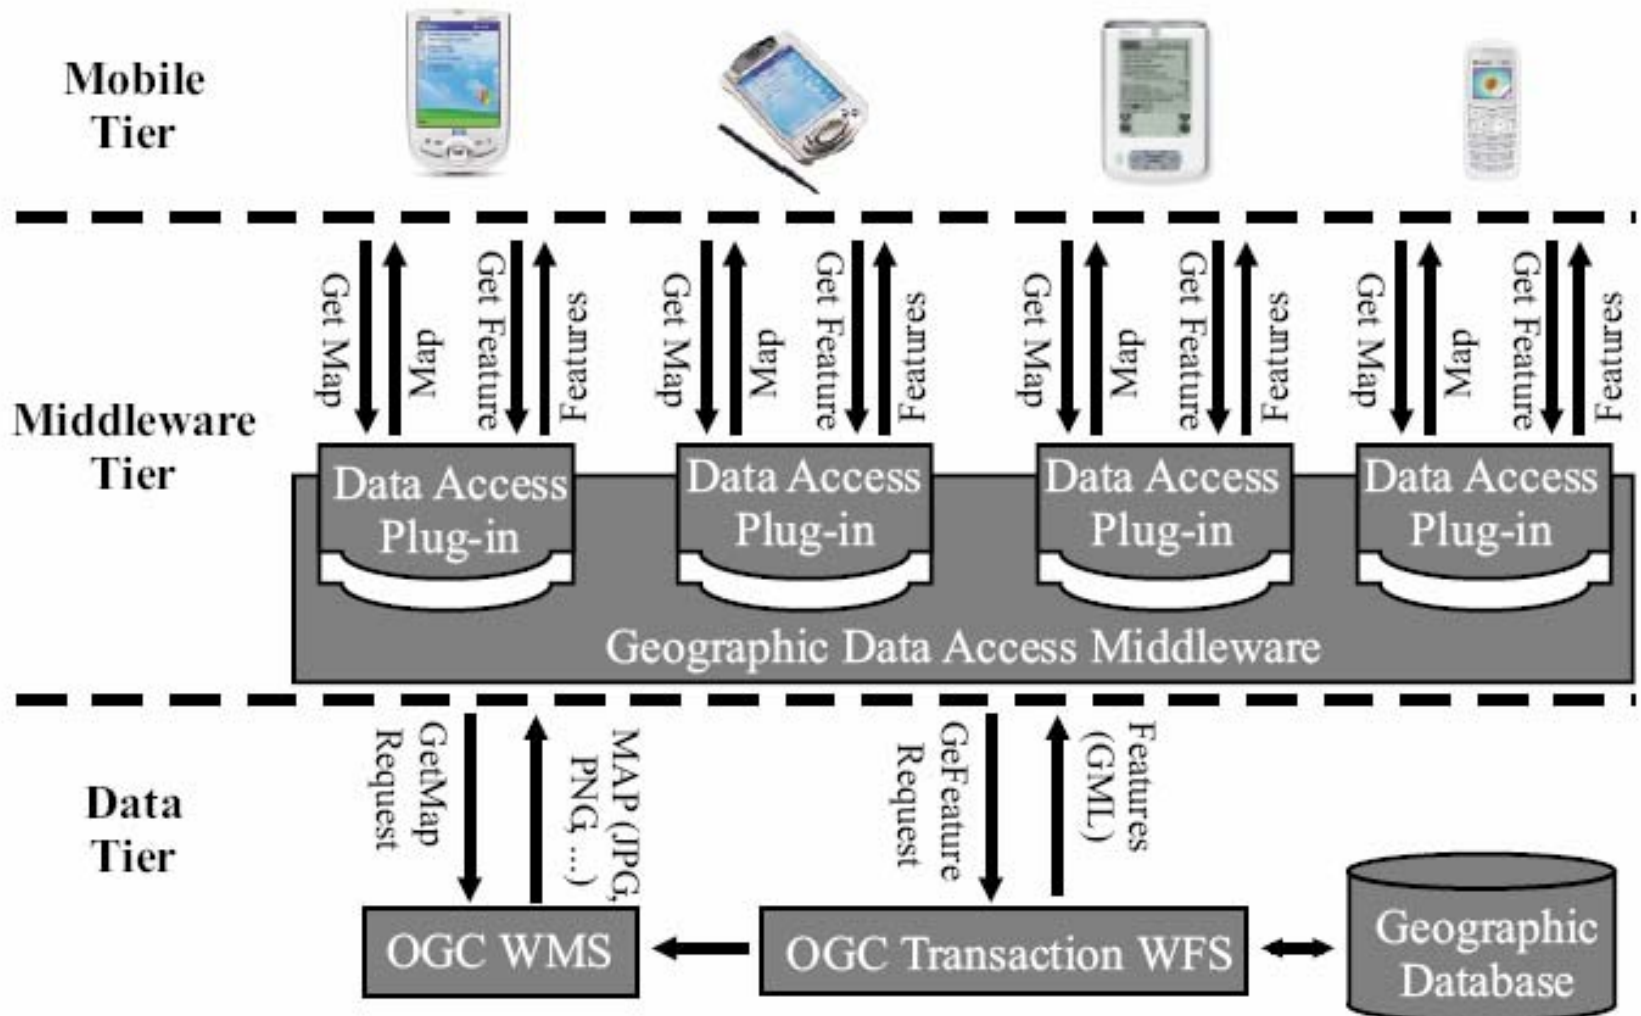 Mobile
Tier
Get Map
Map
Get Feature
Features
Get Map
Map
Get Feature
Features
Get Map
Map
Get Feature
Features
Get Map
Map
Get Feature
Features
Middleware
Tier
Data Access
Plug-in
Data Access
Plug-in
Data Access
Plug-in
Data Access
Plug-in
Geographic Data Access Middleware
Data
Tier
GetMap
Request
MAP (JPG,
PNG, ...)
GeFeature
Request
Features
(GML)
OGC WMS
OGC Transaction WFS
Geographic
Database